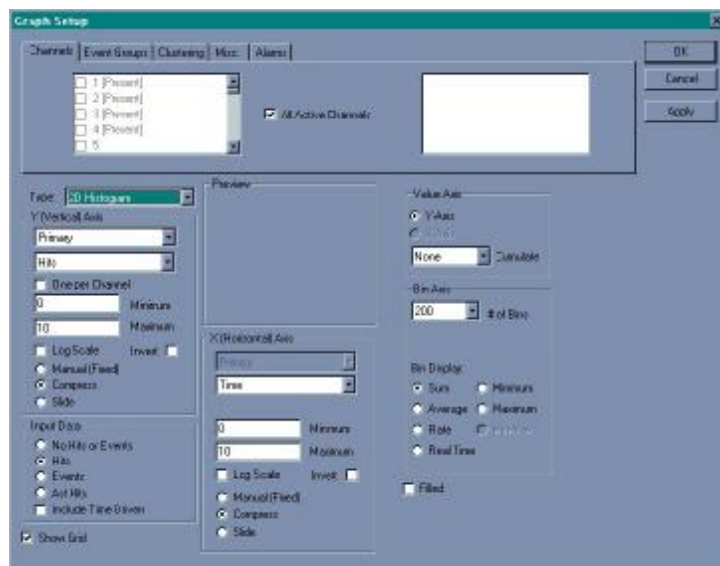 Graph Setup
Channels Event Groups Clustering Misc. Alarms
OK
Cancel
Apply
1 [Present]
2 [Present]
3 [Present]
4 [Present]
5
All Active Channels
Type: 2D Histogram
Y (Vertical) Axis
Primary
Hits
One per Channel
0 Minimum
10 Maximum
Log Scale Invert
Manual (Fixed)
Compress
Slide
Input Data
No Hits or Events
Hits
Events
Ast Hits
Include Time Driven
Show Grid
Preview
X (Horizontal) Axis
Primary
Time
0 Minimum
10 Maximum
Log Scale Invert
Manual (Fixed)
Compress
Slide
Value Axis
Y-Axis
None Cumulate
Bin Axis
200 # of Bins
Bin Display
Sum Minimum
Average Maximum
Rate
Real Time
Filled